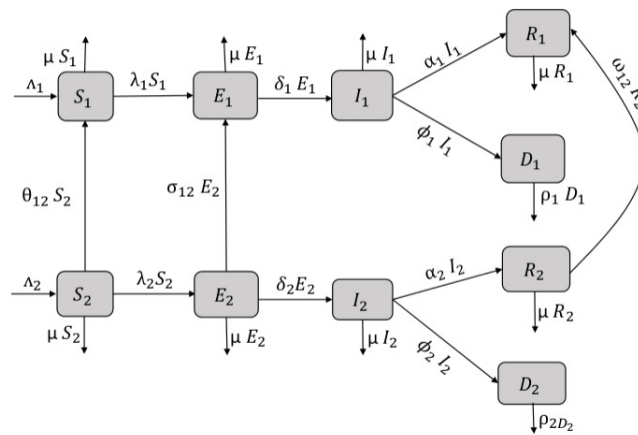 μ S₁
μ E₁
μ I₁
α₁ I₁
R₁
μ R₁
ω₁₂ R₂
Λ₁
S₁
λ₁S₁
E₁
δ₁ E₁
I₁
ϕ₁ I₁
D₁
ρ₁ D₁
θ₁₂ S₂
σ₁₂ E₂
Λ₂
S₂
λ₂S₂
E₂
δ₂E₂
I₂
α₂ I₂
R₂
μ R₂
μ S₂
μ E₂
μ I₂
ϕ₂ I₂
D₂
ρ₂D₂